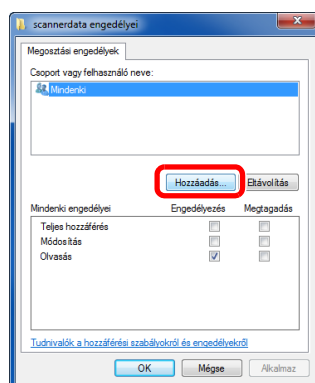 scannerdata engedélyei
Megosztási engedélyek
Csoport vagy felhasználó neve:
Mindenki
Hozzáadás... Eltávolítás
Mindenki engedélyei Engedélyezés Megtagadás
Teljes hozzáférés
Módosítás
Olvasás
Tudnivalók a hozzáférési szabályokról és engedélyekről
OK Mégse Alkalmaz